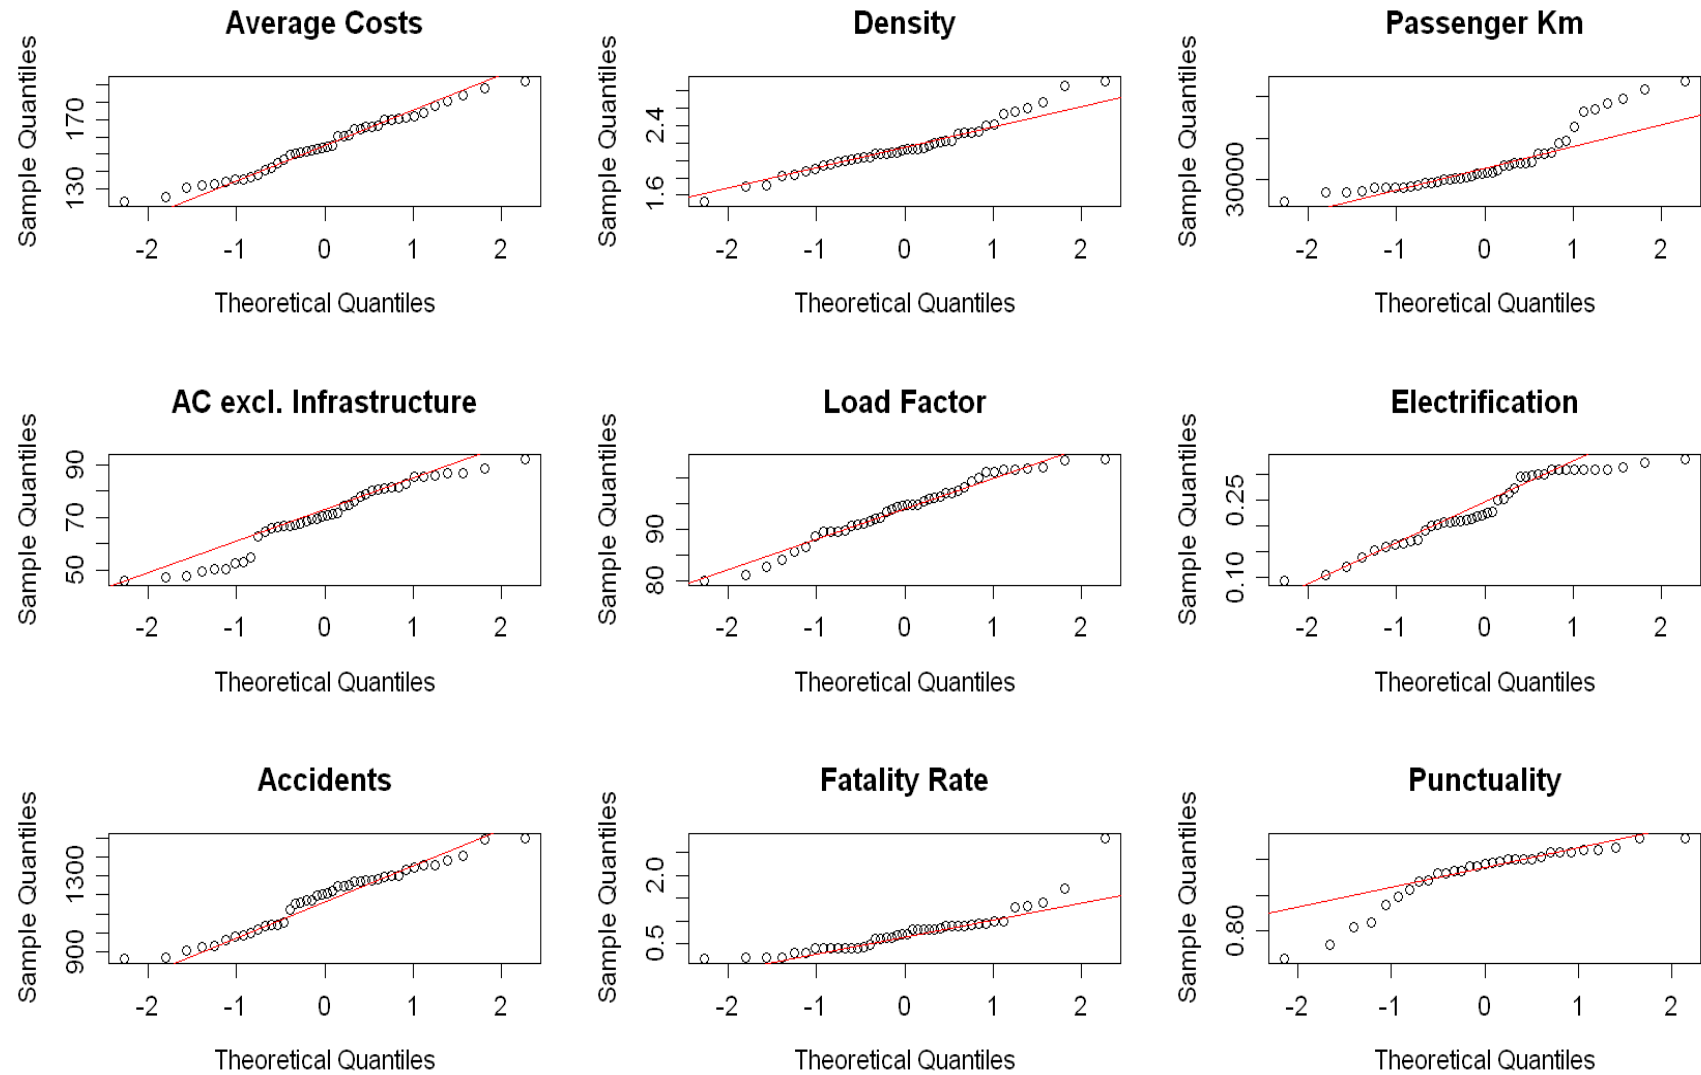 Average Costs
Sample Quantiles
130 170
-2 -1 0 1 2
Theoretical Quantiles
Density
Sample Quantiles
1.6 2.4
-2 -1 0 1 2
Theoretical Quantiles
Passenger Km
Sample Quantiles
30000
-2 -1 0 1 2
Theoretical Quantiles
AC excl. Infrastructure
Sample Quantiles
50 70 90
-2 -1 0 1 2
Theoretical Quantiles
Load Factor
Sample Quantiles
80 90
-2 -1 0 1 2
Theoretical Quantiles
Electrification
Sample Quantiles
0.10 0.25
-2 -1 0 1 2
Theoretical Quantiles
Accidents
Sample Quantiles
900 1300
-2 -1 0 1 2
Theoretical Quantiles
Fatality Rate
Sample Quantiles
0.5 2.0
-2 -1 0 1 2
Theoretical Quantiles
Punctuality
Sample Quantiles
0.80
-2 -1 0 1 2
Theoretical Quantiles